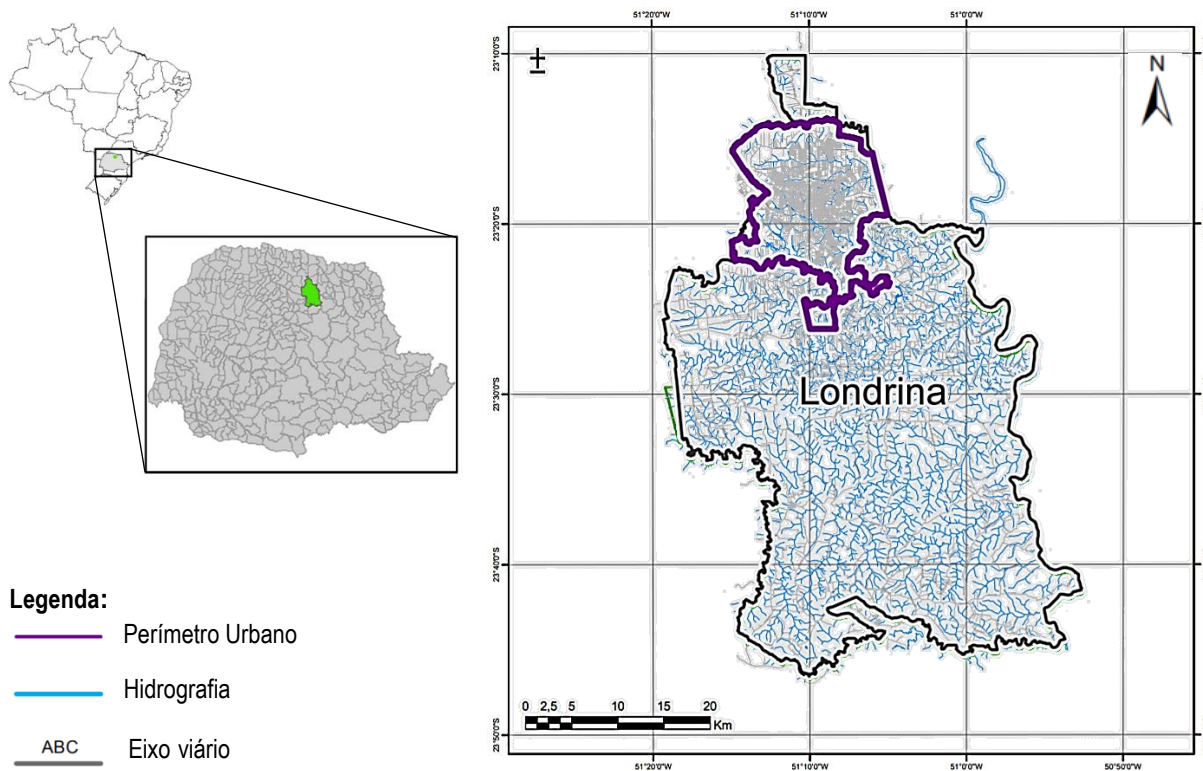 51°20'0"W 51°10'0"W 51°0'0"W
23°10'0"S
N
23°20'0"S
Londrina
23°30'0"S
23°40'0"S
0 2,5 5 10 15 20
Km
23°50'0"S
51°20'0"W 51°10'0"W 51°0'0"W 50°50'0"W
Legenda:
Perímetro Urbano
Hidrografia
ABC Eixo viário